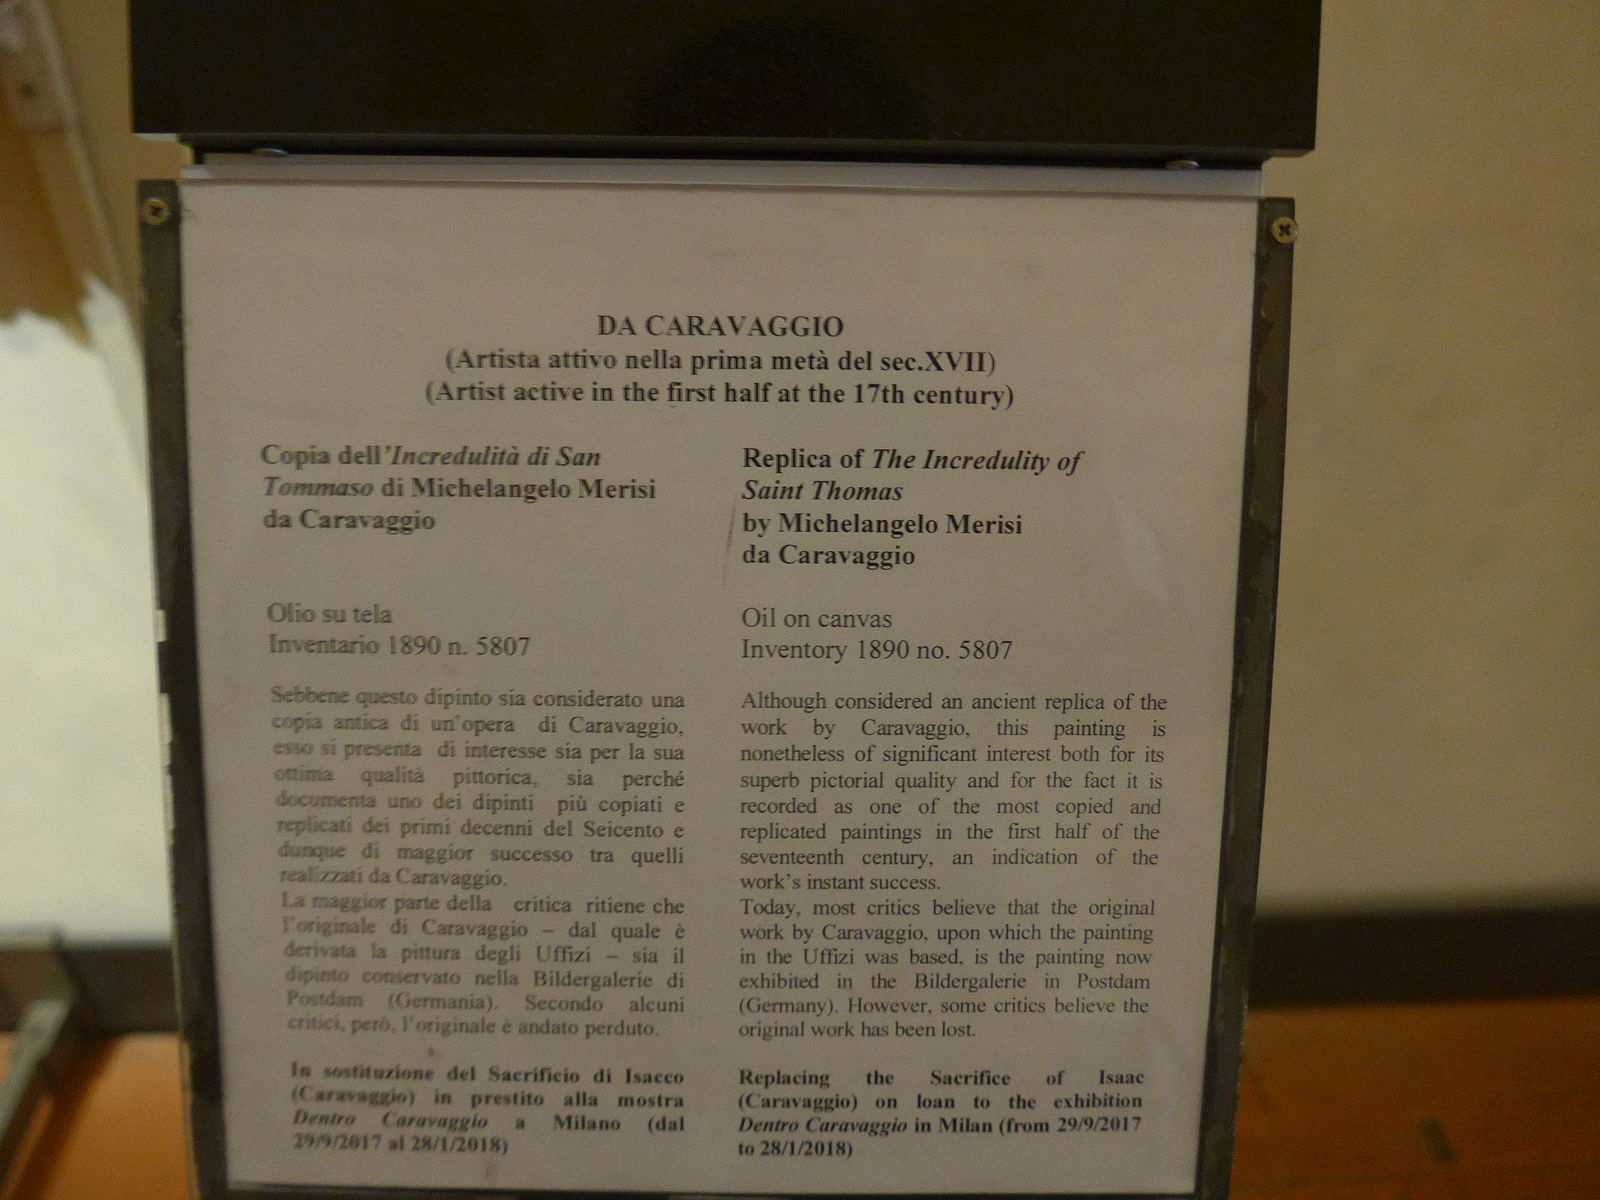 DA CARAVAGGIO
(Artista attivo nella prima metà del sec.XVII)
(Artist active in the first half at the 17th century)
Copia dell'Incredulità di San
Tommaso di Michelangelo Merisi
da Caravaggio
Olio su tela
Inventario 1890 n. 5807
Sebbene questo dipinto sia considerato una
copia antica di un'opera di Caravaggio,
esso si presenta di interesse sia per la sua
ottima qualità pittorica, sia perché
documenta uno dei dipinti più copiati e
replicati dei primi decenni del Seicento e
dunque di maggior successo tra quelli
realizzati da Caravaggio.
La maggior parte della critica ritiene che
l'originale di Caravaggio – dal quale è
derivata la pittura degli Uffizi – sia il
dipinto conservato nella Bildergalerie di
Postdam (Germania). Secondo alcuni
critici, però, l'originale è andato perduto.
In sostituzione del Sacrificio di Isacco
(Caravaggio) in prestito alla mostra
Dentro Caravaggio a Milano (dal
29/9/2017 al 28/1/2018)
Replica of The Incredulity of
Saint Thomas
by Michelangelo Merisi
da Caravaggio
Oil on canvas
Inventory 1890 no. 5807
Although considered an ancient replica of the
work by Caravaggio, this painting is
nonetheless of significant interest both for its
superb pictorial quality and for the fact it is
recorded as one of the most copied and
replicated paintings in the first half of the
seventeenth century, an indication of the
work's instant success.
Today, most critics believe that the original
work by Caravaggio, upon which the painting
in the Uffizi was based, is the painting now
exhibited in the Bildergalerie in Postdam
(Germany). However, some critics believe the
original work has been lost.
Replacing the Sacrifice of Isaac
(Caravaggio) on loan to the exhibition
Dentro Caravaggio in Milan (from 29/9/2017
to 28/1/2018)